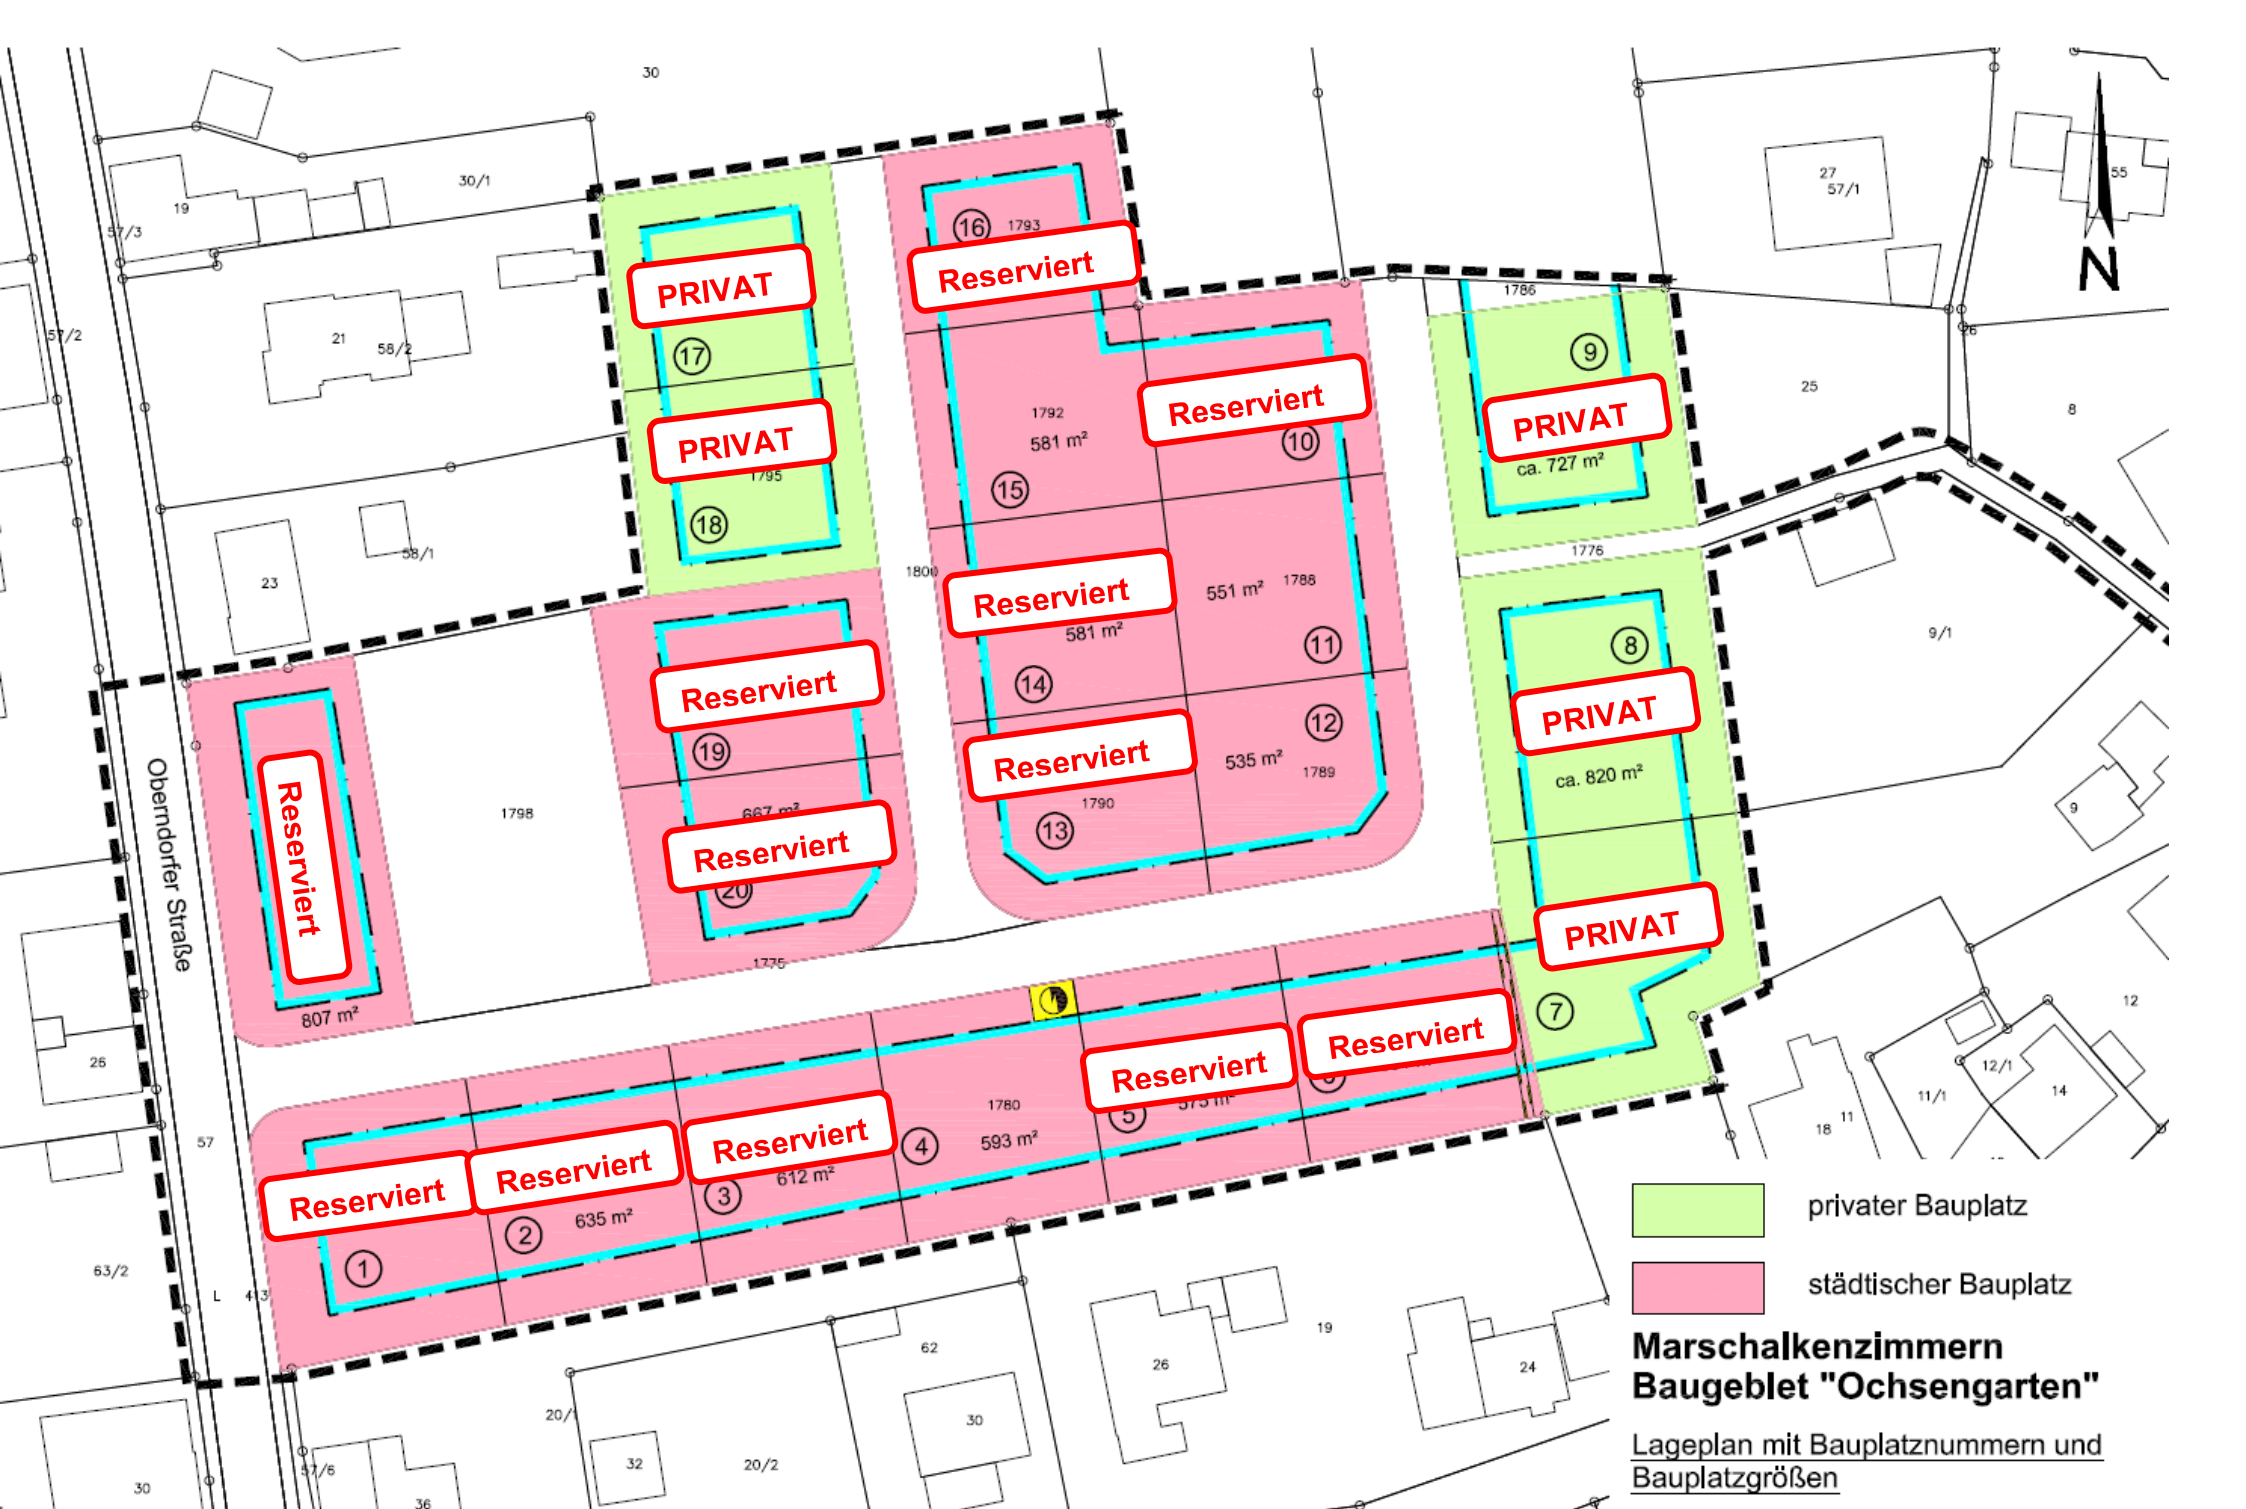 30
30/1
19
57/3
57/2
21
58/2
58/1
23
16
1793
Reserviert
PRIVAT
17
PRIVAT
1795
18
1792
581 m²
15
Reserviert
10
1786
9
PRIVAT
ca. 727 m²
1776
27
57/1
55
N
25
8
9/1
9
1800
Reserviert
581 m²
14
551 m²
1788
11
Reserviert
1790
13
535 m²
12
1789
8
PRIVAT
ca. 820 m²
PRIVAT
7
Reserviert
19
667 m²
Reserviert
20
1798
Reserviert
807 m²
Oberndorfer Straße
1775
26
57
63/2
L 413
Reserviert
1
Reserviert
2
635 m²
Reserviert
3
612 m²
4
1780
593 m²
Reserviert
5
575 m²
Reserviert
12
12/1
11/1
14
18
11
19
26
24
62
30
20/2
32
57/6
36
30
privater Bauplatz
städtischer Bauplatz
Marschalkenzimmern
Baugebiet "Ochsengarten"
Lageplan mit Bauplatznummern und
Bauplatzgrößen